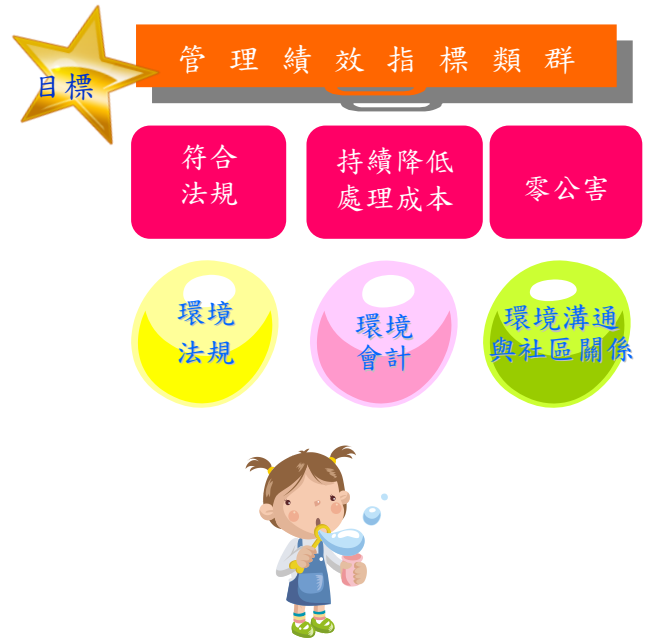 目標
管理績效指標類群
符合
法規
持續降低
處理成本
零公害
環境
法規
環境
會計
環境溝通
與社區關係